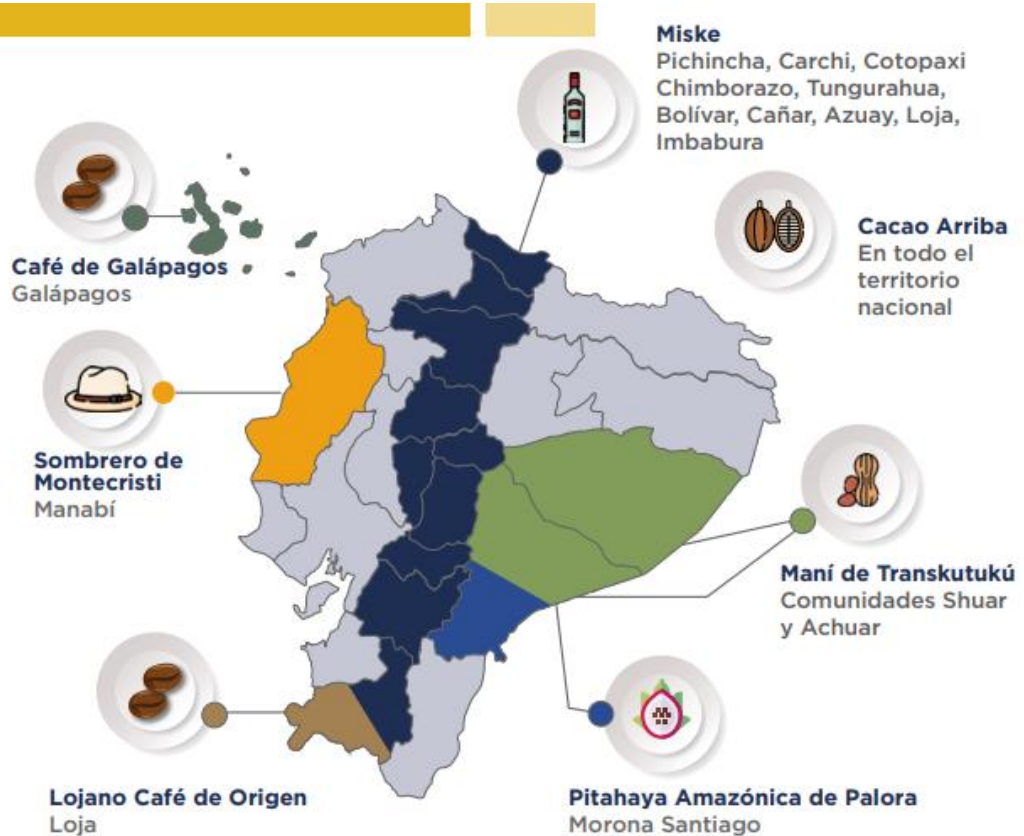 Miske
Pichincha, Carchi, Cotopaxi
Chimborazo, Tungurahua,
Bolívar, Cañar, Azuay, Loja,
Imbabura
Cacao Arriba
En todo el
territorio
nacional
Café de Galápagos
Galápagos
Sombrero de
Montecristi
Manabí
Maní de Transkutukú
Comunidades Shuar
y Achuar
Lojano Café de Origen
Loja
Pitahaya Amazónica de Palora
Morona Santiago